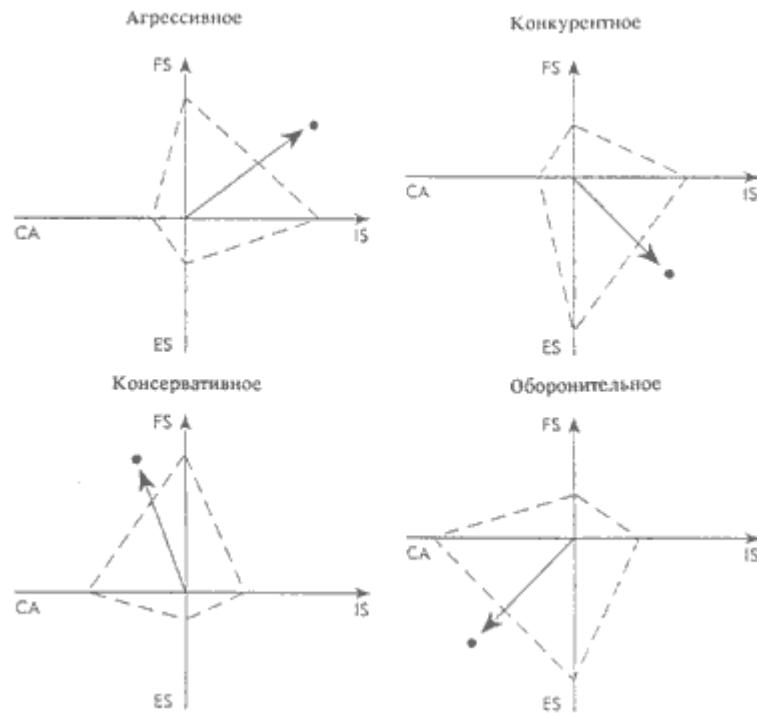 Агрессивное
FS
CA
IS
ES
Конкурентное
FS
CA
IS
ES
Консервативное
FS
CA
IS
ES
Оборонительное
FS
CA
IS
ES